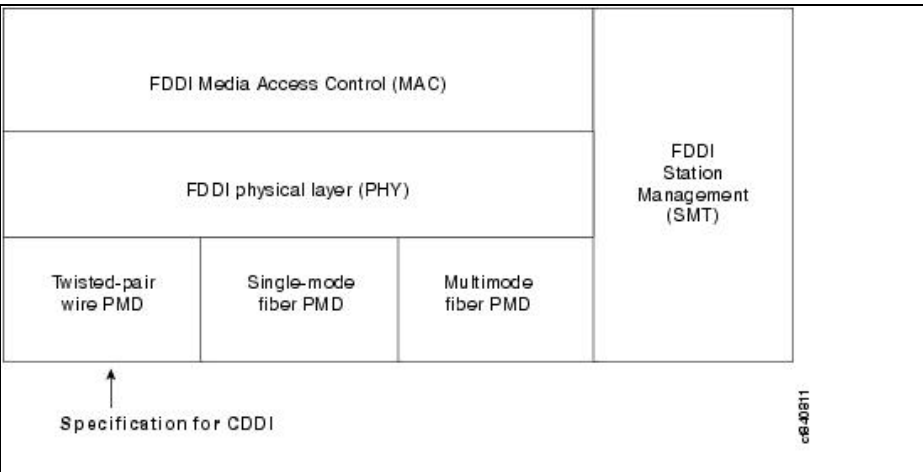 FDDI Media Access Control (MAC)
FDDI physical layer (PHY)
FDDI
Station
Management
(SMT)
Twisted-pair
wire PMD
Single-mode
fiber PMD
Multimode
fiber PMD
Specification for CDDI
ct840811